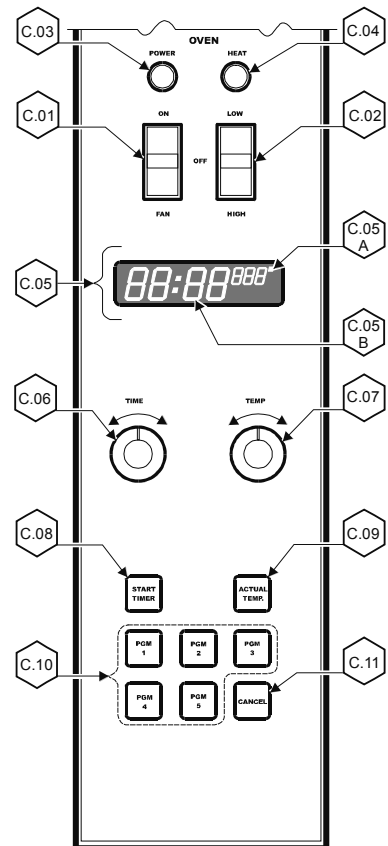 C.03
C.04
OVEN
POWER
HEAT
C.01
C.02
ON
LOW
OFF
FAN
HIGH
C.05
A
C.05
88:88 888
C.05
B
C.06
C.07
TIME
TEMP
C.08
C.09
START
TIMER
ACTUAL
TEMP.
C.10
PGM
1
PGM
2
PGM
3
C.11
PGM
4
PGM
5
CANCEL